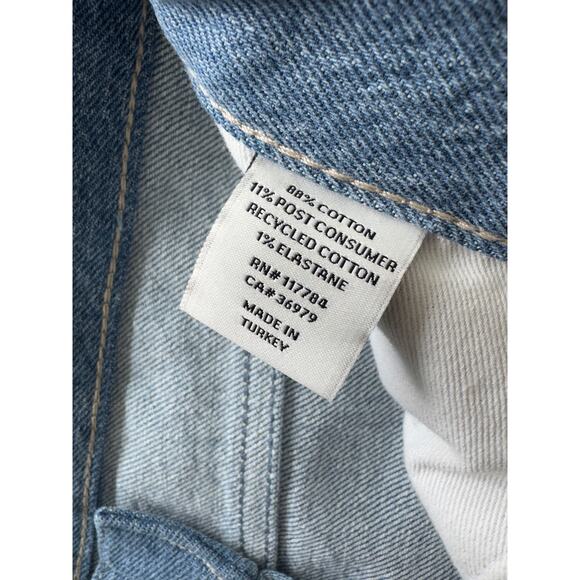 88% COTTON
11% POST CONSUMER
RECYCLED COTTON
1% ELASTANE
RN# 117784
CA# 36979
MADE IN
TURKEY